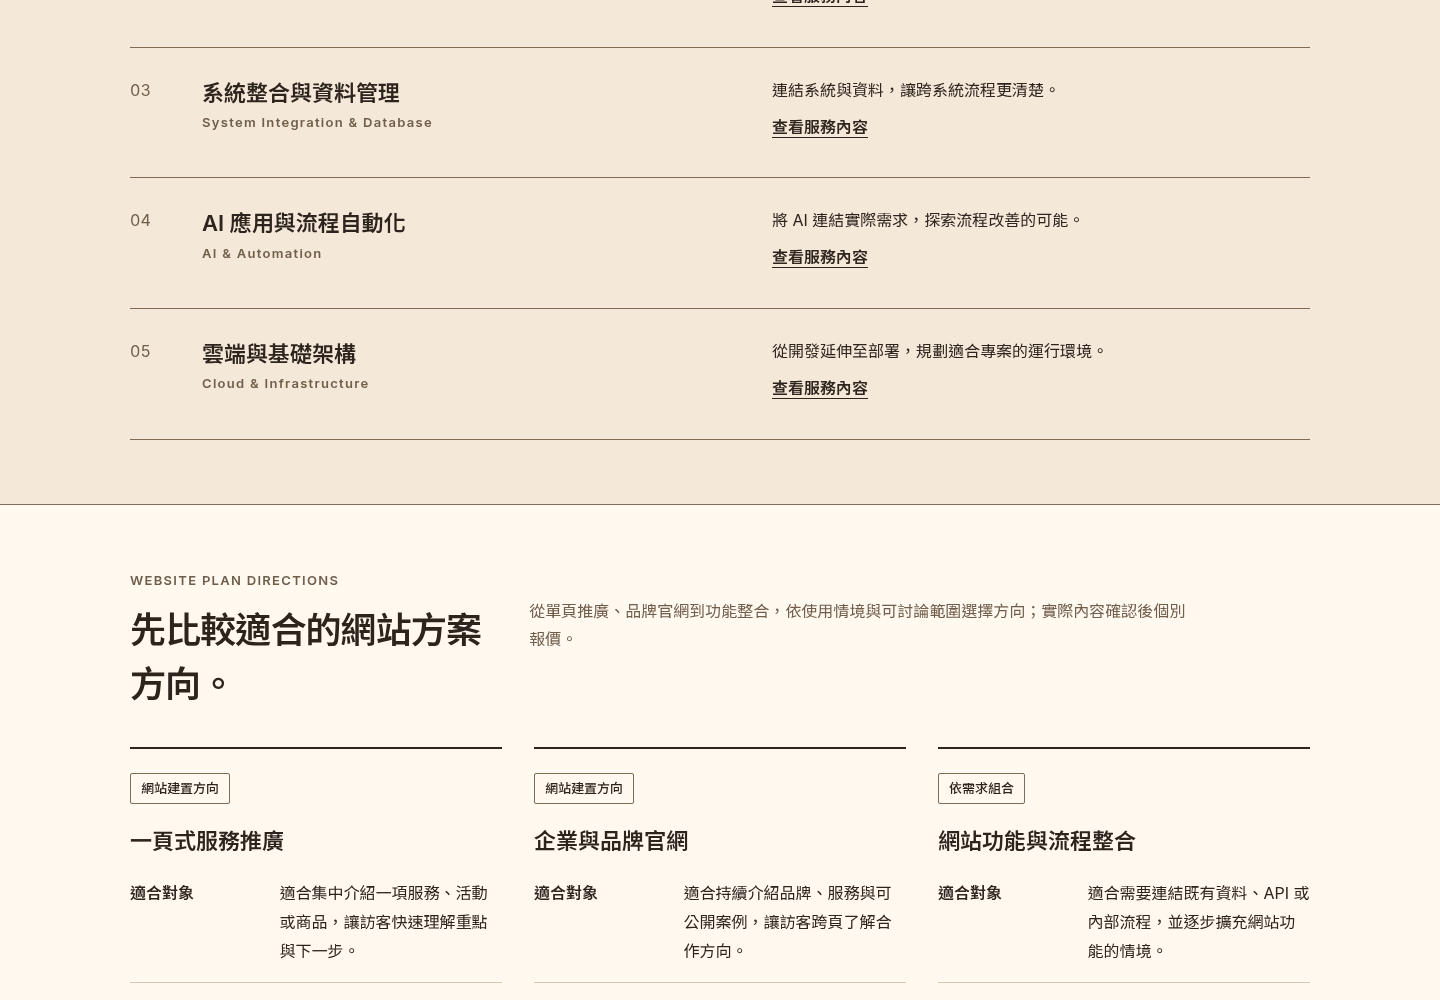 查看服務內容
03
系統整合與資料管理
System Integration & Database
連結系統與資料，讓跨系統流程更清楚。
查看服務內容
04
AI 應用與流程自動化
AI & Automation
將 AI 連結實際需求，探索流程改善的可能。
查看服務內容
05
雲端與基礎架構
Cloud & Infrastructure
從開發延伸至部署，規劃適合專案的運行環境。
查看服務內容
WEBSITE PLAN DIRECTIONS
先比較適合的網站方案
方向。
從單頁推廣、品牌官網到功能整合，依使用情境與可討論範圍選擇方向；實際內容確認後個別
報價。
網站建置方向
一頁式服務推廣
適合對象
適合集中介紹一項服務、活動
或商品，讓訪客快速理解重點
與下一步。
網站建置方向
企業與品牌官網
適合對象
適合持續介紹品牌、服務與可
公開案例，讓訪客跨頁了解合
作方向。
依需求組合
網站功能與流程整合
適合對象
適合需要連結既有資料、API 或
內部流程，並逐步擴充網站功
能的情境。